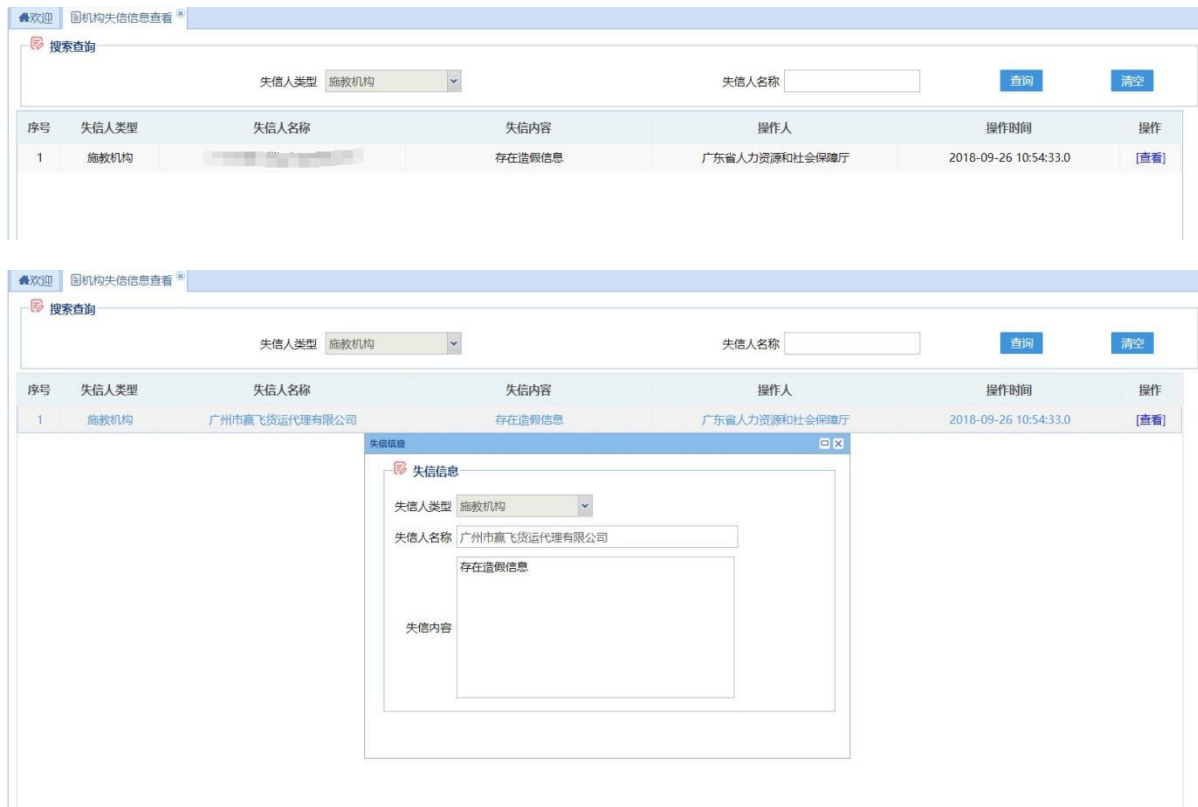 欢迎 机构失信信息查看
搜索查询
失信人类型 施教机构 失信人名称 查询 清空
序号 失信人类型 失信人名称 失信内容 操作人 操作时间 操作
1 施教机构 存在造假信息 广东省人力资源和社会保障厅 2018-09-26 10:54:33.0 [查看]
欢迎 机构失信信息查看
搜索查询
失信人类型 施教机构 失信人名称 查询 清空
序号 失信人类型 失信人名称 失信内容 操作人 操作时间 操作
1 施教机构 广州市赢飞货运代理有限公司 存在造假信息 广东省人力资源和社会保障厅 2018-09-26 10:54:33.0 [查看]
失信信息
失信信息
失信人类型 施教机构
失信人名称 广州市赢飞货运代理有限公司
存在造假信息
失信内容